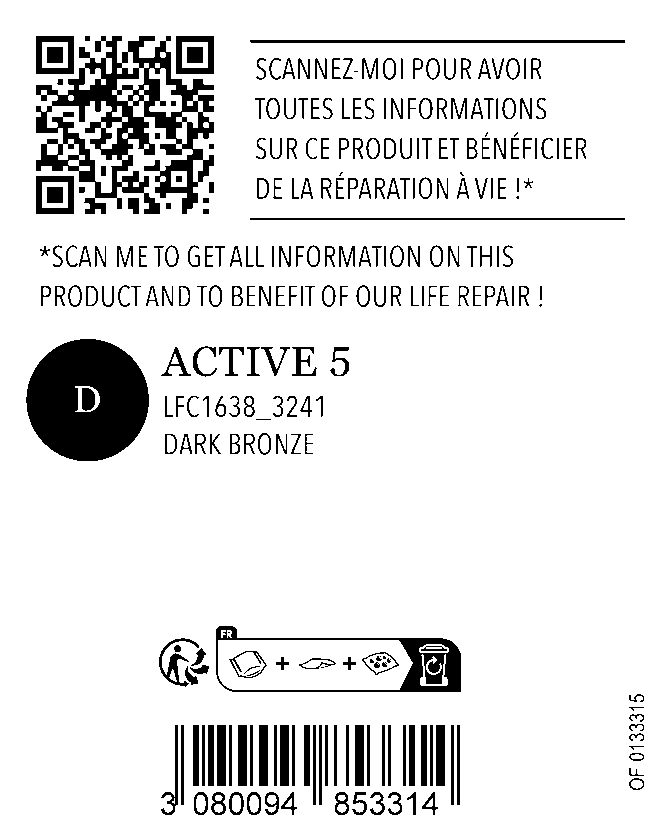 SCANNEZ-MOI POUR AVOIR
TOUTES LES INFORMATIONS
SUR CE PRODUIT ET BÉNÉFICIER
DE LA RÉPARATION À VIE !*
*SCAN ME TO GET ALL INFORMATION ON THIS
PRODUCT AND TO BENEFIT OF OUR LIFE REPAIR !
D
ACTIVE 5
LFC1638_3241
DARK BRONZE
FR
+ +
OF 0133315
3 080094 853314